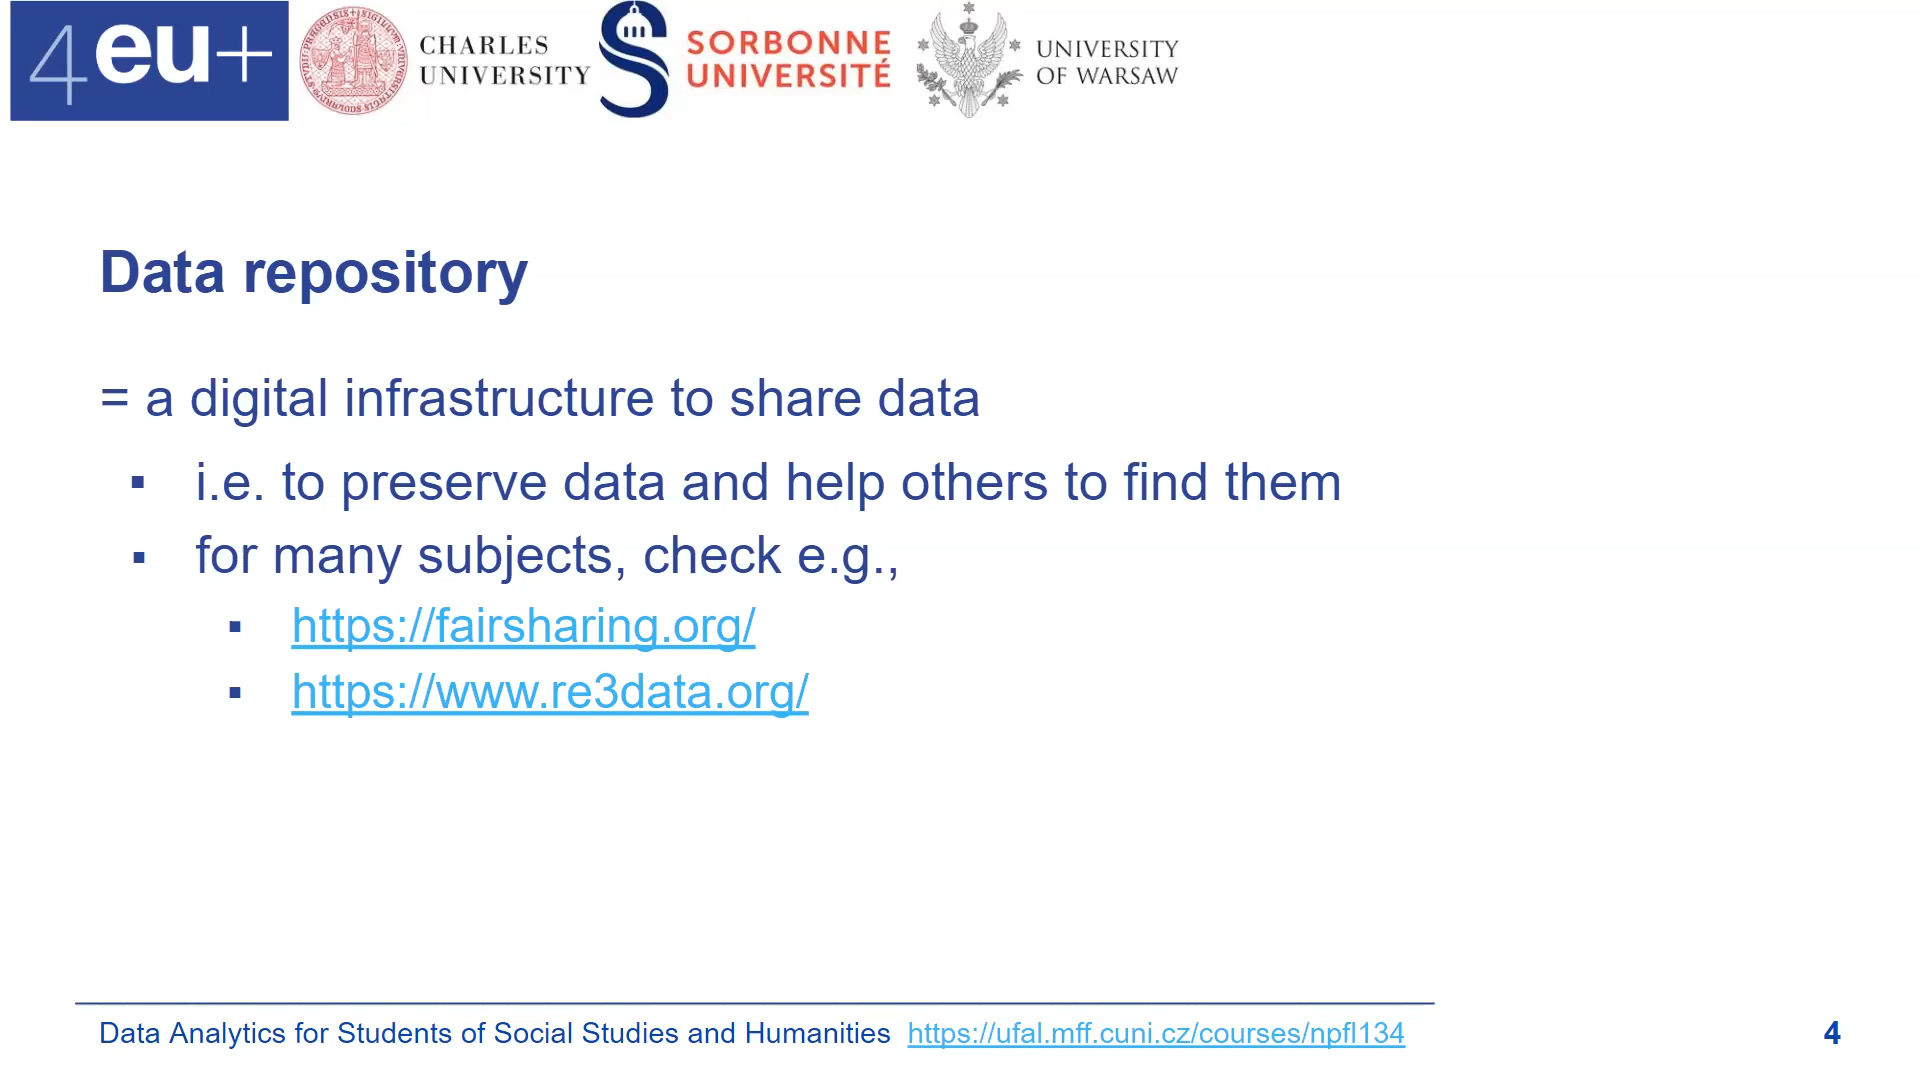 4eu+
CHARLES
UNIVERSITY
SORBONNE
UNIVERSITÉ
UNIVERSITY
OF WARSAW
Data repository
= a digital infrastructure to share data
▪ i.e. to preserve data and help others to find them
▪ for many subjects, check e.g.,
▪ https://fairsharing.org/
▪ https://www.re3data.org/
Data Analytics for Students of Social Studies and Humanities https://ufal.mff.cuni.cz/courses/npfl134
4